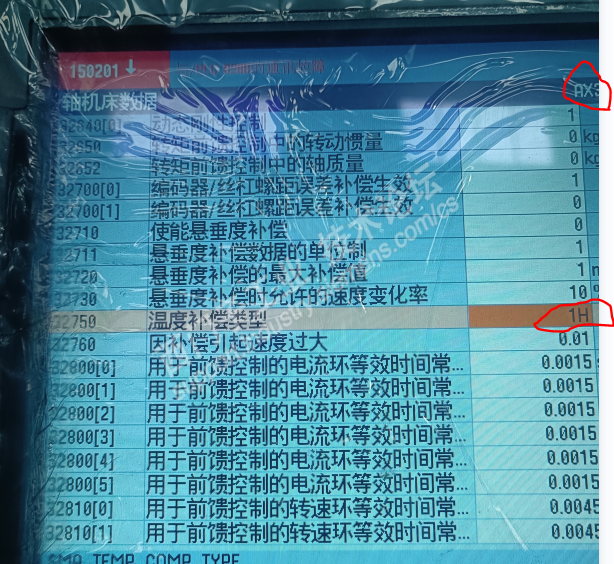 150201↓
轴机床数据 AX3
32640[0] 动态刚性控制 1
32650 转矩前馈控制中的转动惯量 0 kg
32652 转矩前馈控制中的轴质量 0 kg
32700[0] 编码器/丝杠螺距误差补偿生效 1
32700[1] 编码器/丝杠螺距误差补偿生效 0
32710 使能悬垂度补偿 0
32711 悬垂度补偿数据的单位制 1
32720 悬垂度补偿的最大补偿值 1 m
32730 悬垂度补偿时允许的速度变化率 10
32750 温度补偿类型 1H
32760 因补偿引起速度过大 0.01
32800[0] 用于前馈控制的电流环等效时间常... 0.0015 s
32800[1] 用于前馈控制的电流环等效时间常... 0.0015
32800[2] 用于前馈控制的电流环等效时间常... 0.0015
32800[3] 用于前馈控制的电流环等效时间常... 0.0015
32800[4] 用于前馈控制的电流环等效时间常... 0.0015
32800[5] 用于前馈控制的电流环等效时间常... 0.0015
32810[0] 用于前馈控制的转速环等效时间常... 0.0045
32810[1] 用于前馈控制的转速环等效时间常... 0.0045
$MA_TEMP_COMP_TYPE